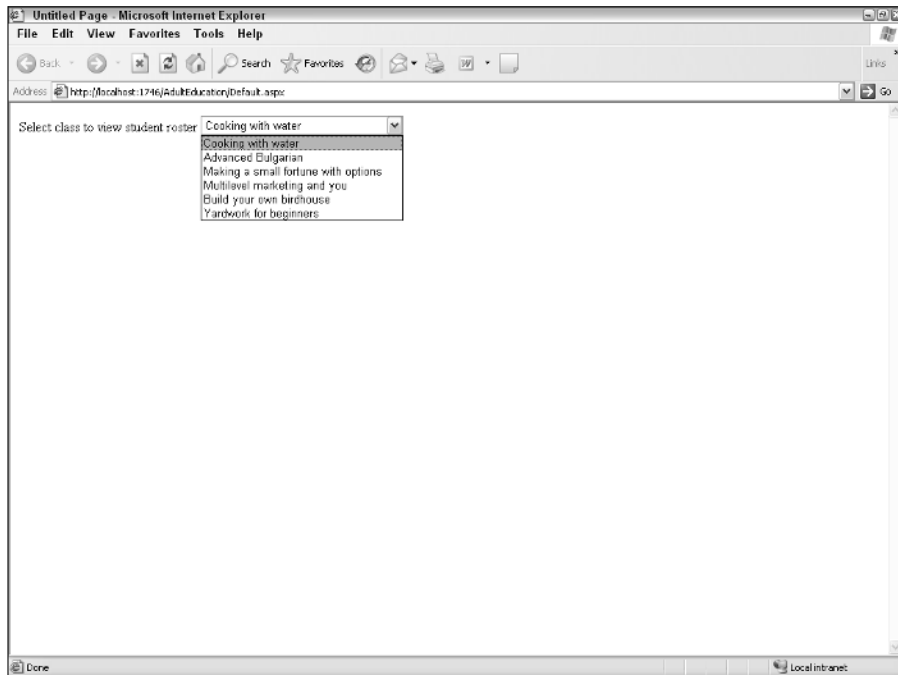 Untitled Page - Microsoft Internet Explorer
File Edit View Favorites Tools Help
Back Search Favorites W Links
Address http://localhost:1746/AdultEducation/Default.aspx Go
Select class to view student roster Cooking with water
Cooking with water
Advanced Bulgarian
Making a small fortune with options
Multilevel marketing and you
Build your own birdhouse
Yardwork for beginners
Done Local intranet